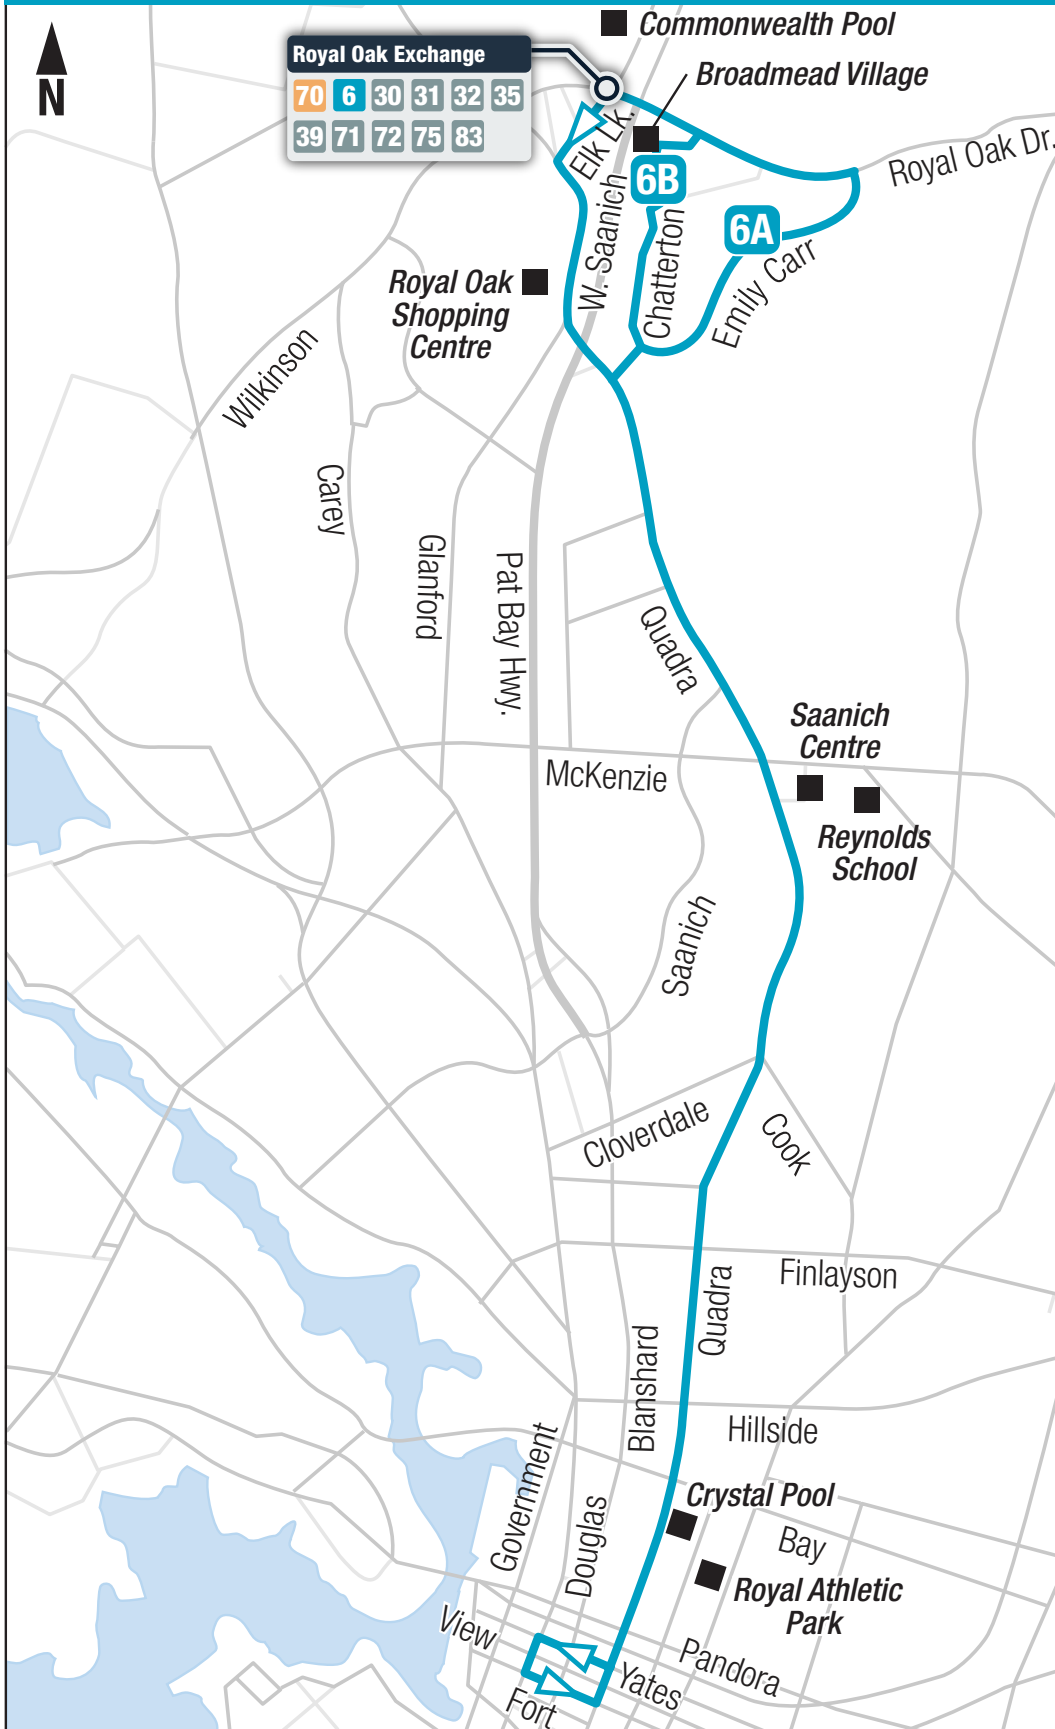 Commonwealth Pool
N
Royal Oak Exchange
70 6 30 31 32 35
39 71 72 75 83
Broadmead Village
Elk Lk.
Royal Oak Dr.
6B
6A
W. Saanich
Chatterton
Emily Carr
Royal Oak
Shopping
Centre
Wilkinson
Carey
Glanford
Pat Bay Hwy.
Quadra
Saanich
Centre
McKenzie
Reynolds
School
Saanich
Cloverdale
Cook
Finlayson
Quadra
Blanshard
Hillside
Government
Crystal Pool
Douglas
Bay
Royal Athletic
Park
View
Pandora
Yates
Fort